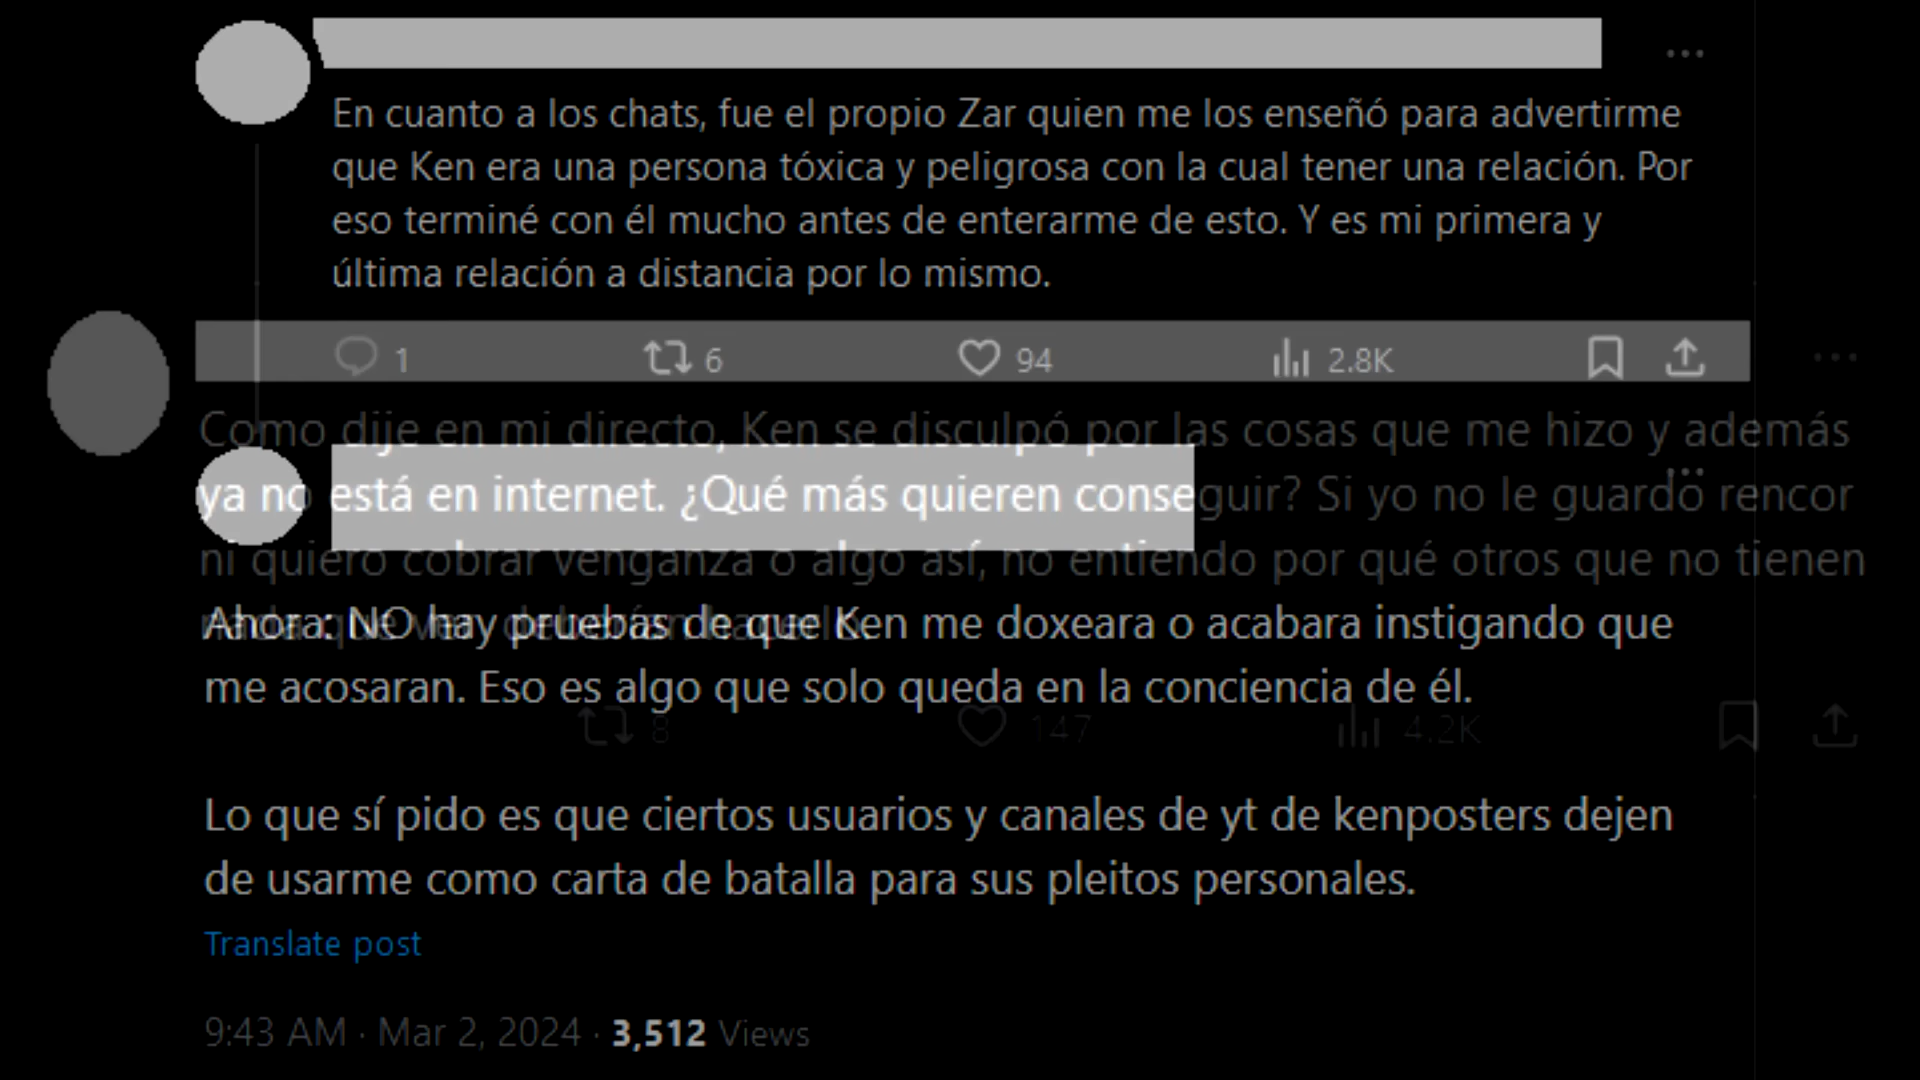 En cuanto a los chats, fue el propio Zar quien me los enseñó para advertirme
que Ken era una persona tóxica y peligrosa con la cual tener una relación. Por
eso terminé con él mucho antes de enterarme de esto. Y es mi primera y
última relación a distancia por lo mismo.
1 6 94 2.8K
Como dije en mi directo, Ken se disculpó por las cosas que me hizo y además
ya no está en internet. ¿Qué más quieren conseguir? Si yo no le guardo rencor
ni quiero cobrar venganza o algo así, no entiendo por qué otros que no tienen
Ahora: NO hay pruebas de que Ken me doxeara o acabara instigando que
me acosaran. Eso es algo que solo queda en la conciencia de él.
8 147 4.2K
Lo que sí pido es que ciertos usuarios y canales de yt de kenposters dejen
de usarme como carta de batalla para sus pleitos personales.
Translate post
9:43 AM · Mar 2, 2024 · 3,512 Views